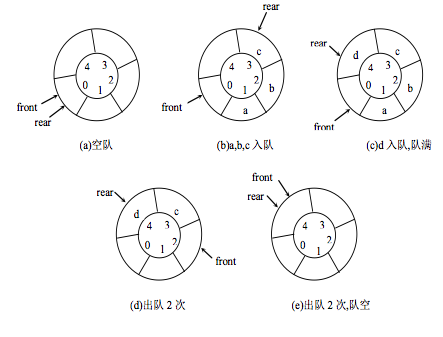 rear
c
4 3
0 2
1
b
a
front
rear
front
(a)空队
(b)a,b,c 入队
rear
d
c
4 3
0 2
1
b
a
front
(c)d 入队,队满
rear
d
c
4 3
0 2
1
front
(d)出队 2 次
front
rear
4 3
0 2
1
(e)出队 2 次,队空
4 3
0 2
1